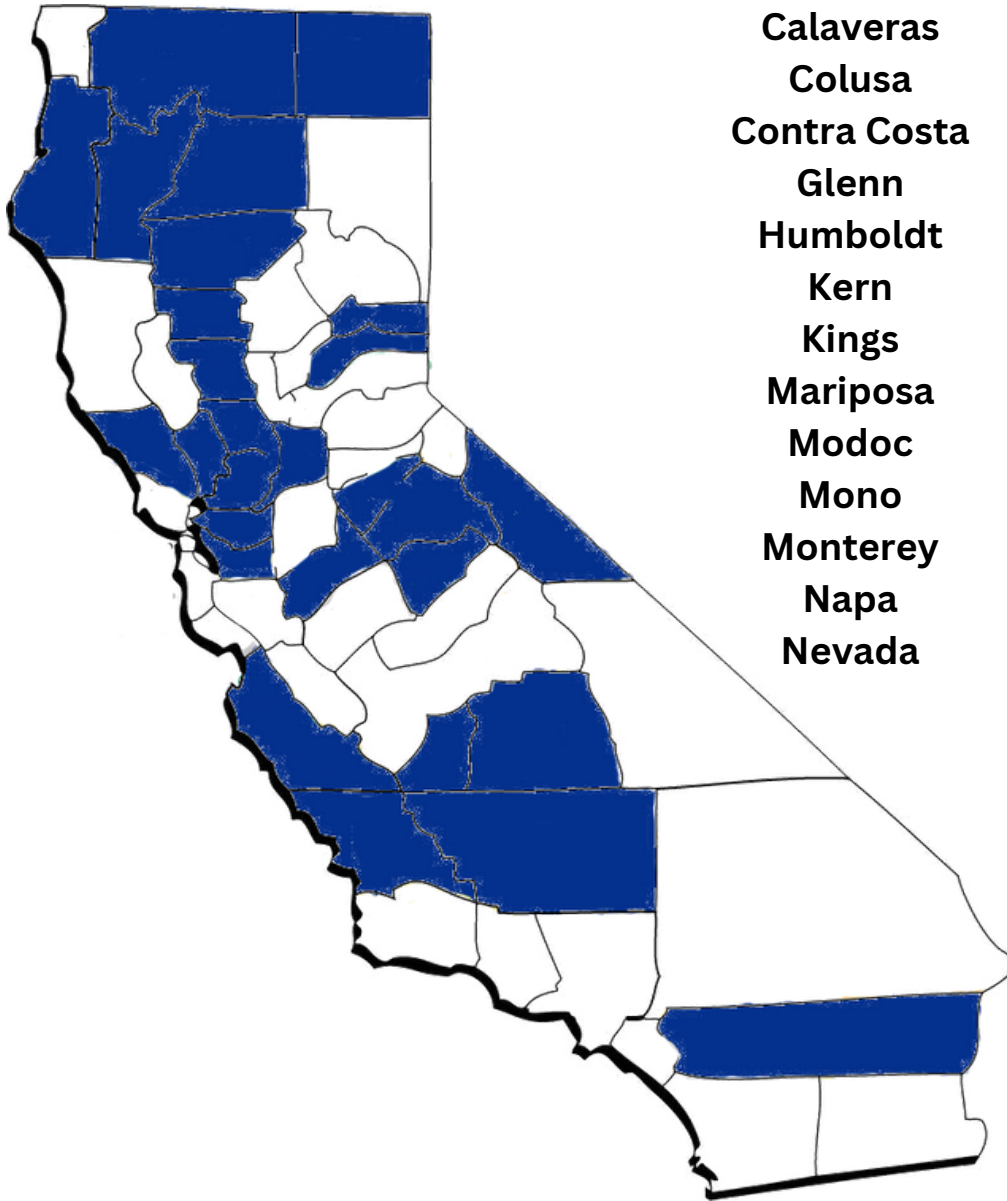 Calaveras
Colusa
Contra Costa
Glenn
Humboldt
Kern
Kings
Mariposa
Modoc
Mono
Monterey
Napa
Nevada